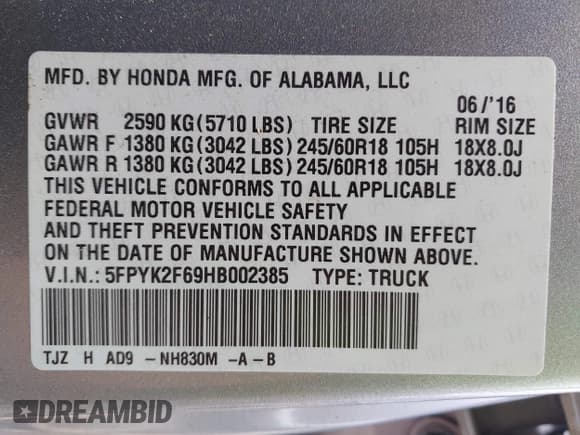 MFD. BY HONDA MFG. OF ALABAMA, LLC
06/'16
GVWR 2590 KG (5710 LBS) TIRE SIZE RIM SIZE
GAWR F 1380 KG (3042 LBS) 245/60R18 105H 18X8.0J
GAWR R 1380 KG (3042 LBS) 245/60R18 105H 18X8.0J
THIS VEHICLE CONFORMS TO ALL APPLICABLE
FEDERAL MOTOR VEHICLE SAFETY
AND THEFT PREVENTION STANDARDS IN EFFECT
ON THE DATE OF MANUFACTURE SHOWN ABOVE.
V.I.N.: 5FPYK2F69HB002385 TYPE: TRUCK
TJZ H AD9 -NH830M -A-B
DREAMBID